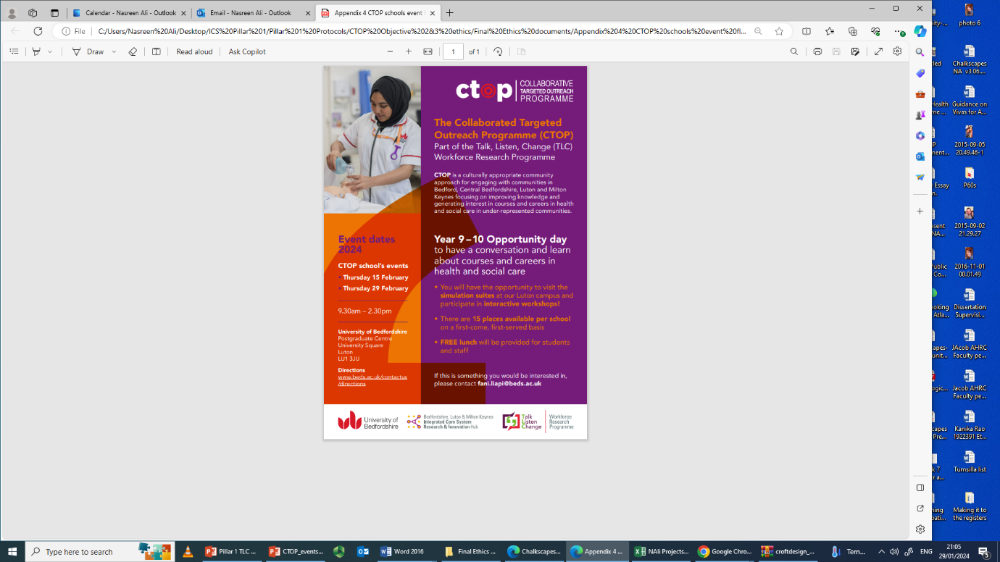 Calendar - Nasreen Ali - Outlook
Email - Nasreen Ali - Outlook
Appendix 4 CTOP schools event
File
C:/Users/Nasreen Ali/Desktop/ICS%20Pillar%201/Pillar%201%20Protocols/CTOP%20Objective%202&3%20ethics/Final%20Ethics%20documents/Appendix%204%20CTOP%20schools%20event%20fl...
Draw
Read aloud
Ask Copilot
1
of 1
ctop
COLLABORATIVE
TARGETED OUTREACH
PROGRAMME
The Collaborated Targeted
Outreach Programme (CTOP)
Part of the Talk, Listen, Change (TLC)
Workforce Research Programme
CTOP is a culturally appropriate community
approach for engaging with communities in
Bedford, Central Bedfordshire, Luton and Milton
Keynes focusing on improving knowledge and
generating interest in courses and careers in health
and social care in under-represented communities.
Event dates
2024
CTOP school's events
• Thursday 15 February
• Thursday 29 February
9.30am – 2.30pm
University of Bedfordshire
Postgraduate Centre
University Square
Luton
LU1 3JU
Directions
www.beds.ac.uk/contactus
/directions
Year 9–10 Opportunity day
to have a conversation and learn
about courses and careers in
health and social care
• You will have the opportunity to visit the
simulation suites at our Luton campus and
participate in interactive workshops!
• There are 15 places available per school
on a first-come, first-served basis
• FREE lunch will be provided for students
and staff
If this is something you would be interested in,
please contact fani.liapi@beds.ac.uk
University of
Bedfordshire
Bedfordshire, Luton & Milton Keynes
Integrated Care System
Research & Innovation Hub
Talk
Listen
Change
Workforce
Research
Programme
photo 6
Chalkscapes
NA v3 06....
Guidance on
Vivas for A...
2015-09-05
20.49.46-1
P60s
2015-09-02
21.29.27
2016-11-01
00.01.49
Dissertation
Supervisi...
JAcob AHRC
Faculty pe...
Jacob AHRC
Faculty pe...
Kanika Rao
1922391 Et...
Tumsilla list
Making it to
the registers
Type here to search
Pillar 1 TLC ...
CTOP_events...
Word 2016
Final Ethics ...
Chalkscapes...
Appendix 4 ...
NAli Projects...
Google Chro...
croftdesign_...
Tem...
ENG
21:05
29/01/2024
5